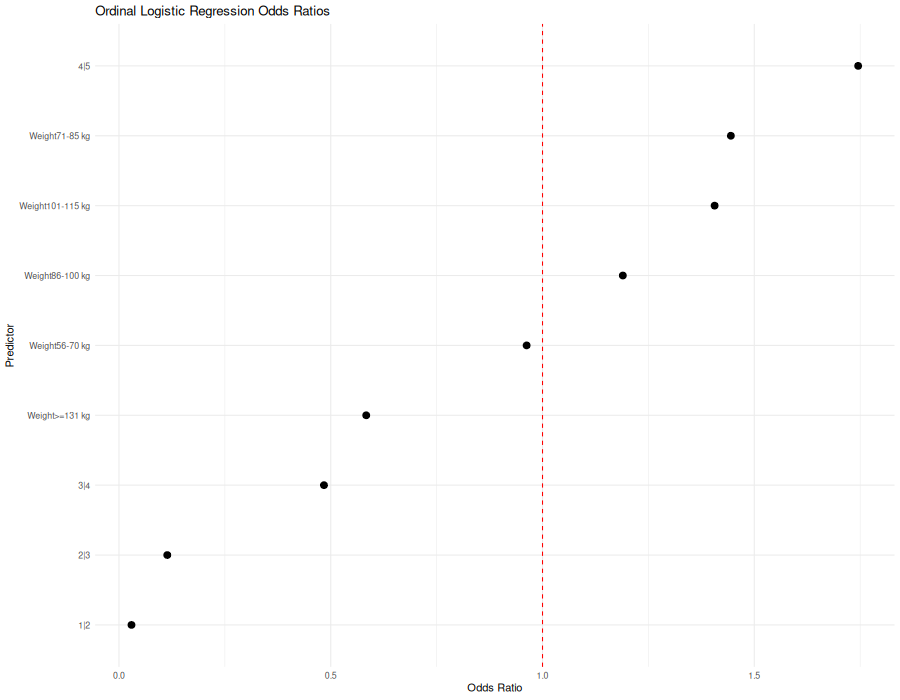 Ordinal Logistic Regression Odds Ratios
4|5
Weight71-85 kg
Weight101-115 kg
Weight86-100 kg
Weight56-70 kg
Weight>=131 kg
3|4
2|3
1|2
Predictor
0.0 0.5 1.0 1.5
Odds Ratio